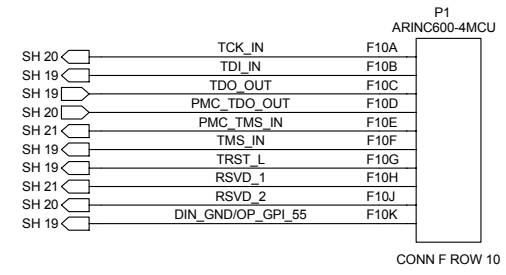 P1
ARINC600-4MCU
SH 20 TCK_IN F10A
SH 19 TDI_IN F10B
SH 19 TDO_OUT F10C
SH 20 PMC_TDO_OUT F10D
SH 21 PMC_TMS_IN F10E
SH 19 TMS_IN F10F
SH 19 TRST_L F10G
SH 21 RSVD_1 F10H
SH 20 RSVD_2 F10J
SH 19 DIN_GND/OP_GPI_55 F10K
CONN F ROW 10